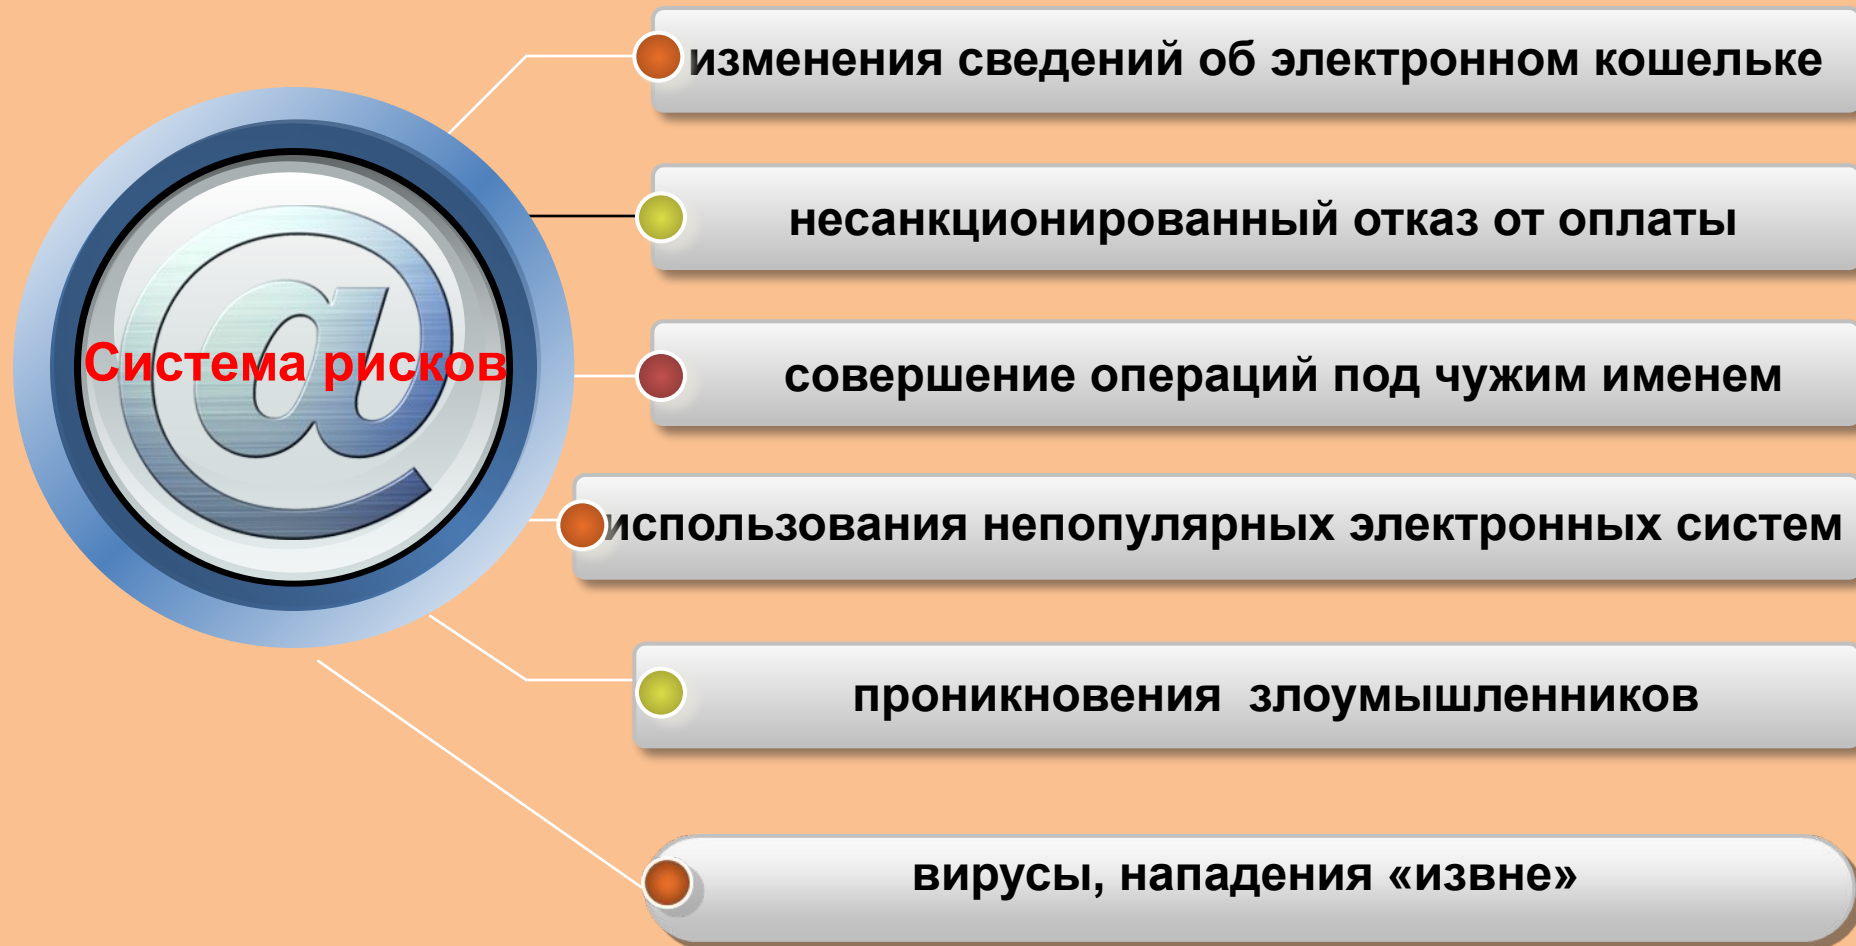 изменения сведений об электронном кошельке
несанкционированный отказ от оплаты
Система рисков
совершение операций под чужим именем
использования непопулярных электронных систем
проникновения злоумышленников
вирусы, нападения «извне»